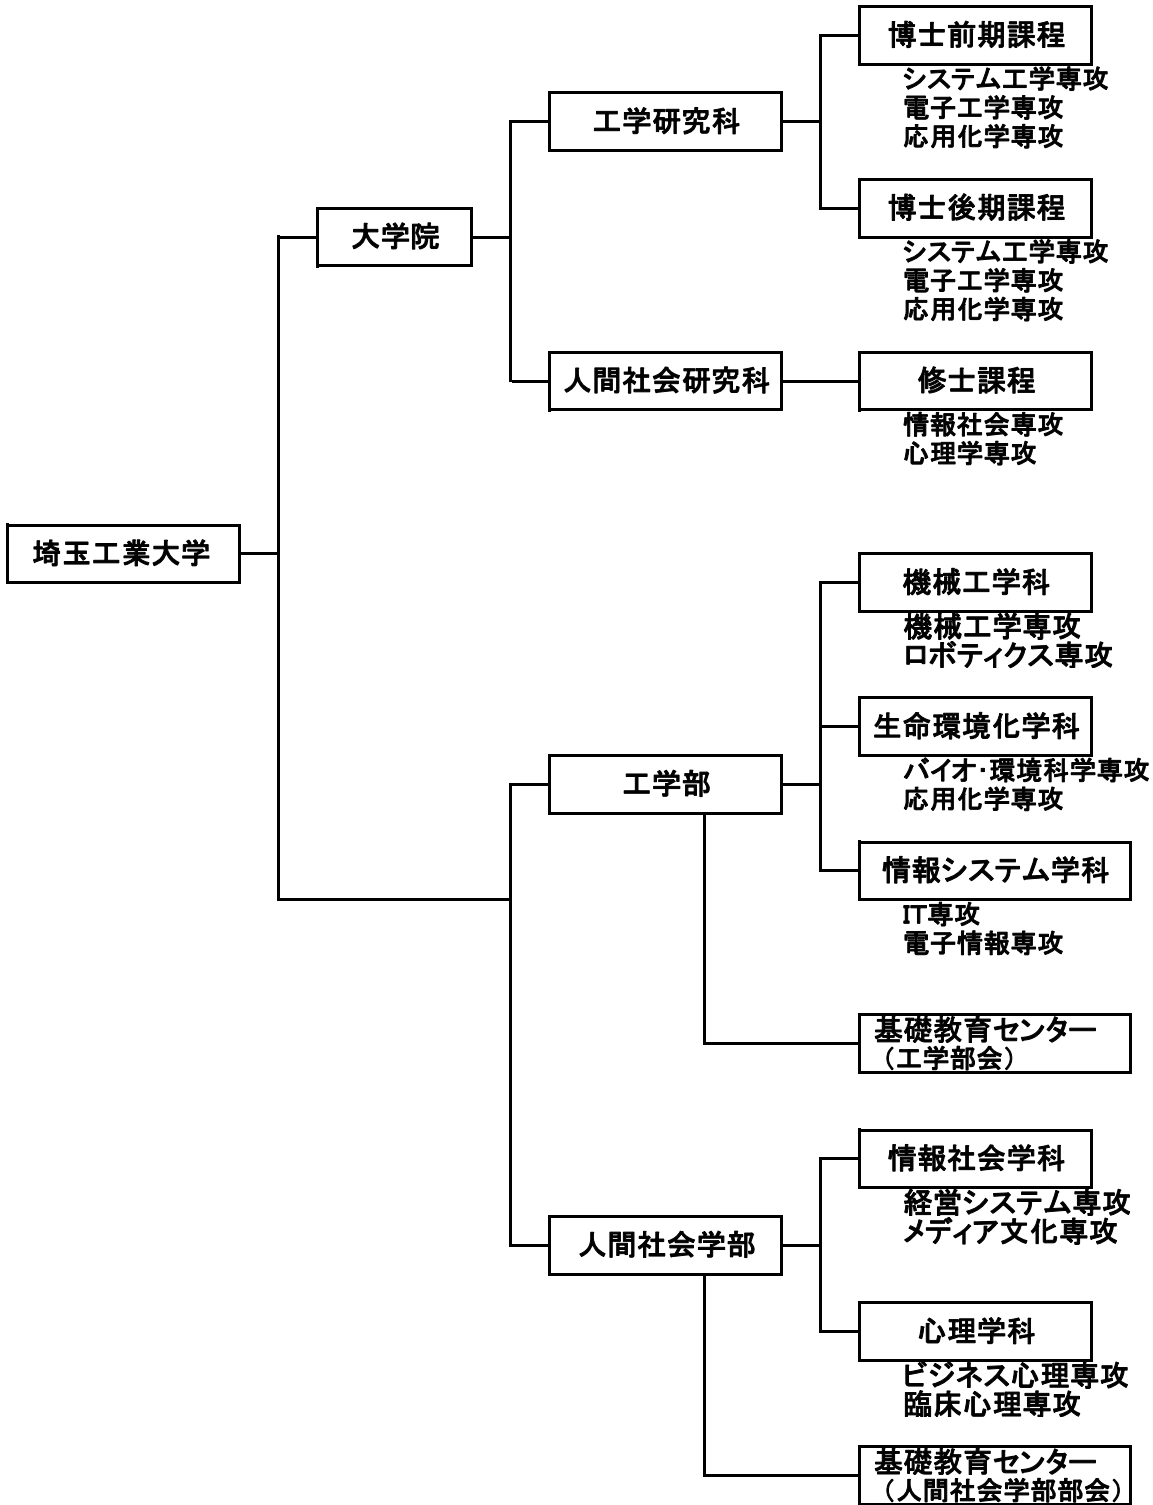 埼玉工業大学
大学院
工学研究科
博士前期課程
システム工学専攻
電子工学専攻
応用化学専攻
博士後期課程
システム工学専攻
電子工学専攻
応用化学専攻
人間社会研究科
修士課程
情報社会専攻
心理学専攻
工学部
機械工学科
機械工学専攻
ロボティクス専攻
生命環境化学科
バイオ・環境科学専攻
応用化学専攻
情報システム学科
IT専攻
電子情報専攻
基礎教育センター
（工学部会）
人間社会学部
情報社会学科
経営システム専攻
メディア文化専攻
心理学科
ビジネス心理専攻
臨床心理専攻
基礎教育センター
（人間社会学部部会）